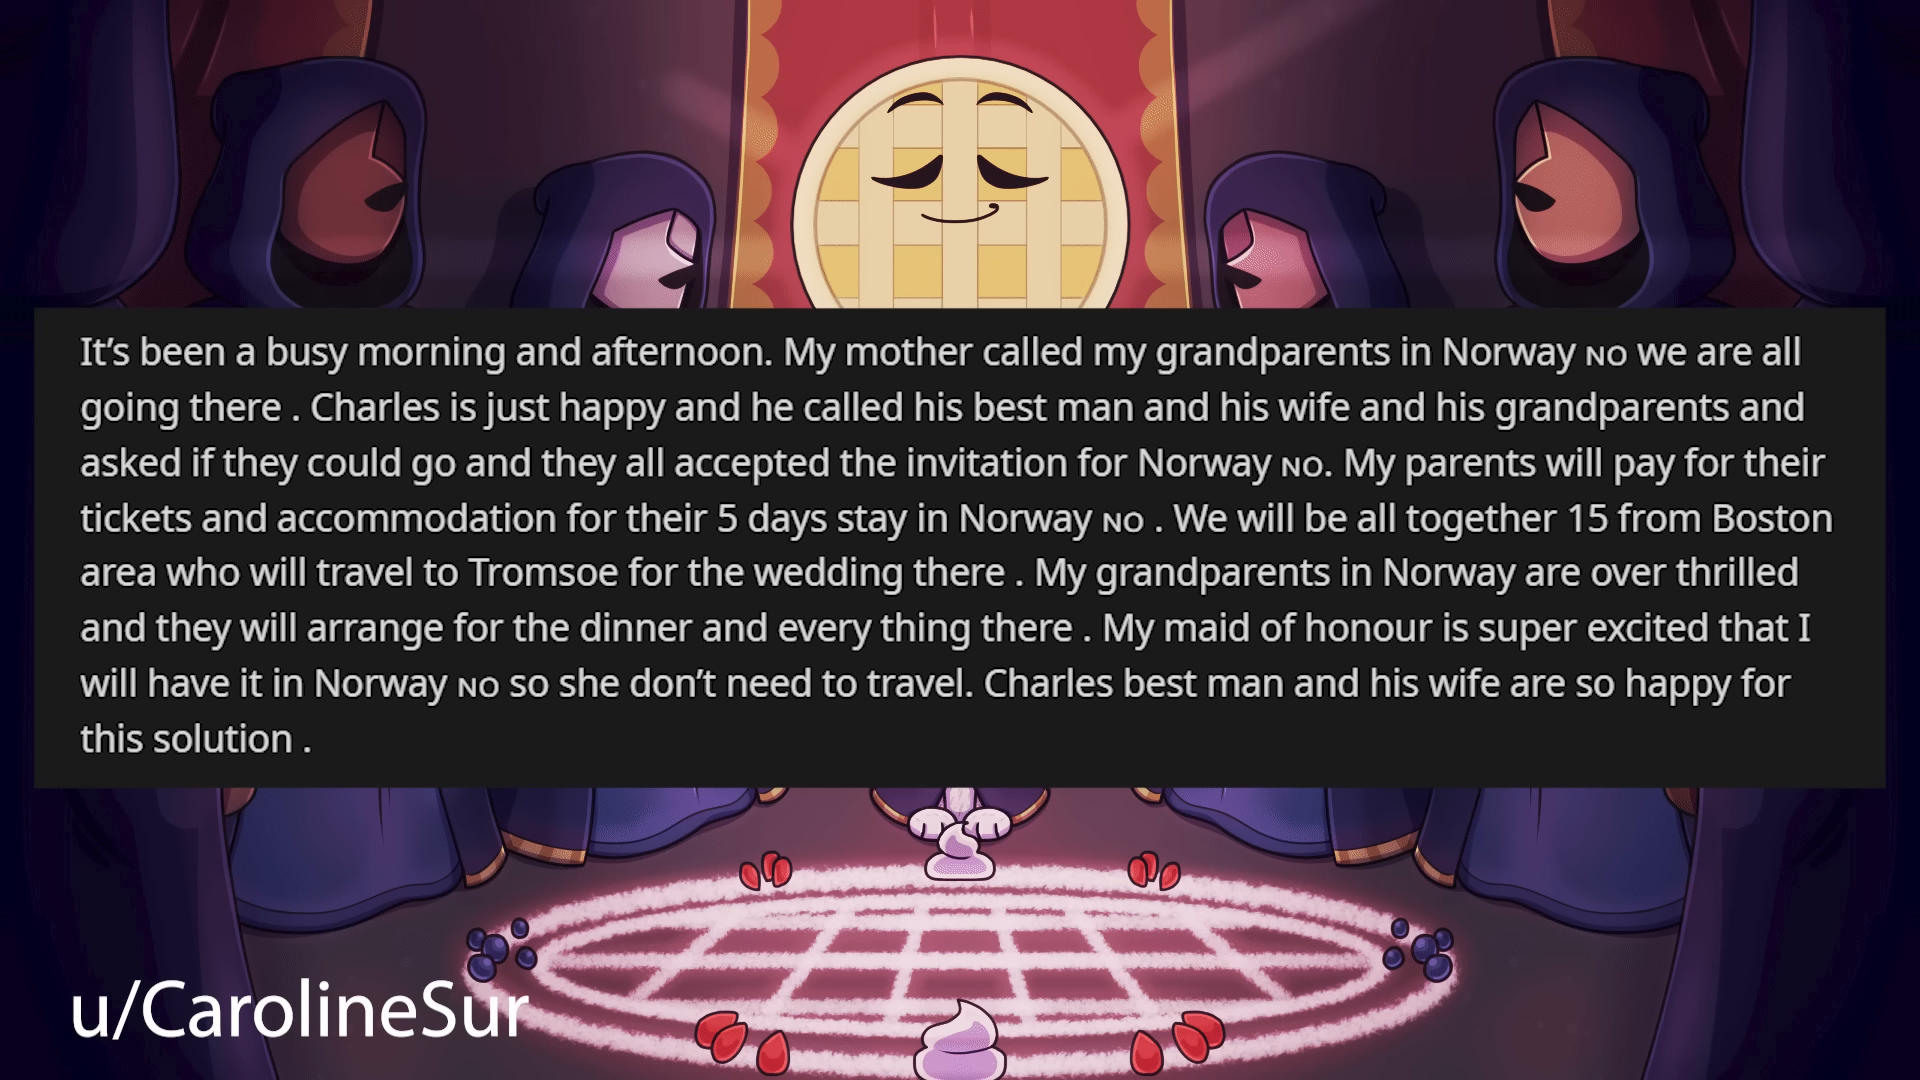 It’s been a busy morning and afternoon. My mother called my grandparents in Norway NO we are all
going there . Charles is just happy and he called his best man and his wife and his grandparents and
asked if they could go and they all accepted the invitation for Norway NO. My parents will pay for their
tickets and accommodation for their 5 days stay in Norway NO . We will be all together 15 from Boston
area who will travel to Tromsoe for the wedding there . My grandparents in Norway are over thrilled
and they will arrange for the dinner and every thing there . My maid of honour is super excited that I
will have it in Norway NO so she don’t need to travel. Charles best man and his wife are so happy for
this solution .
u/CarolineSur